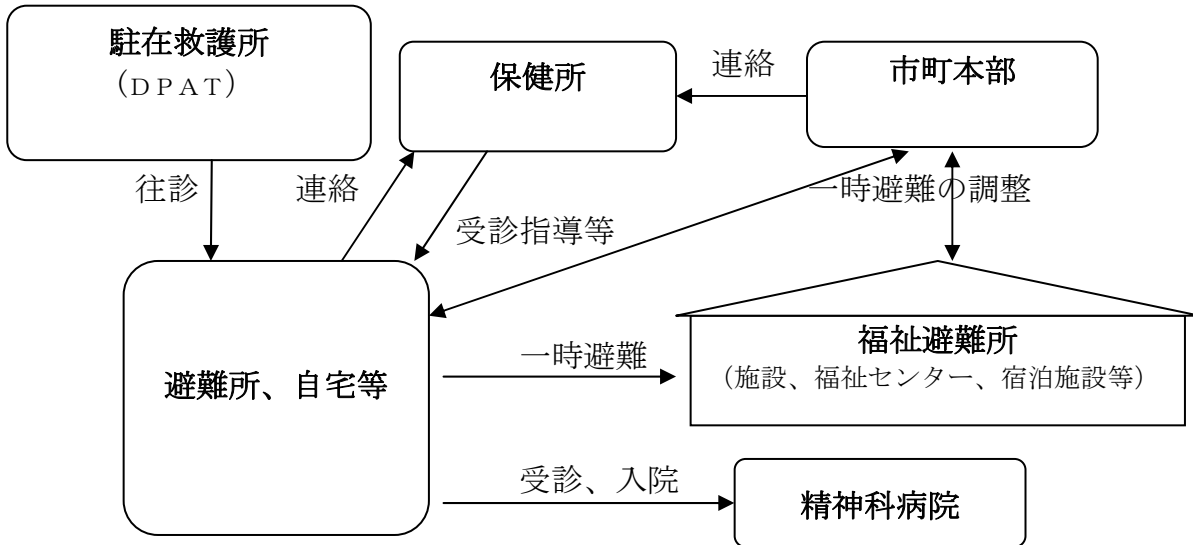 駐在救護所
(DPAT)
保健所
連絡
市町本部
往診
連絡
受診指導等
一時避難の調整
避難所、自宅等
一時避難
福祉避難所
(施設、福祉センター、宿泊施設等)
受診、入院
精神科病院